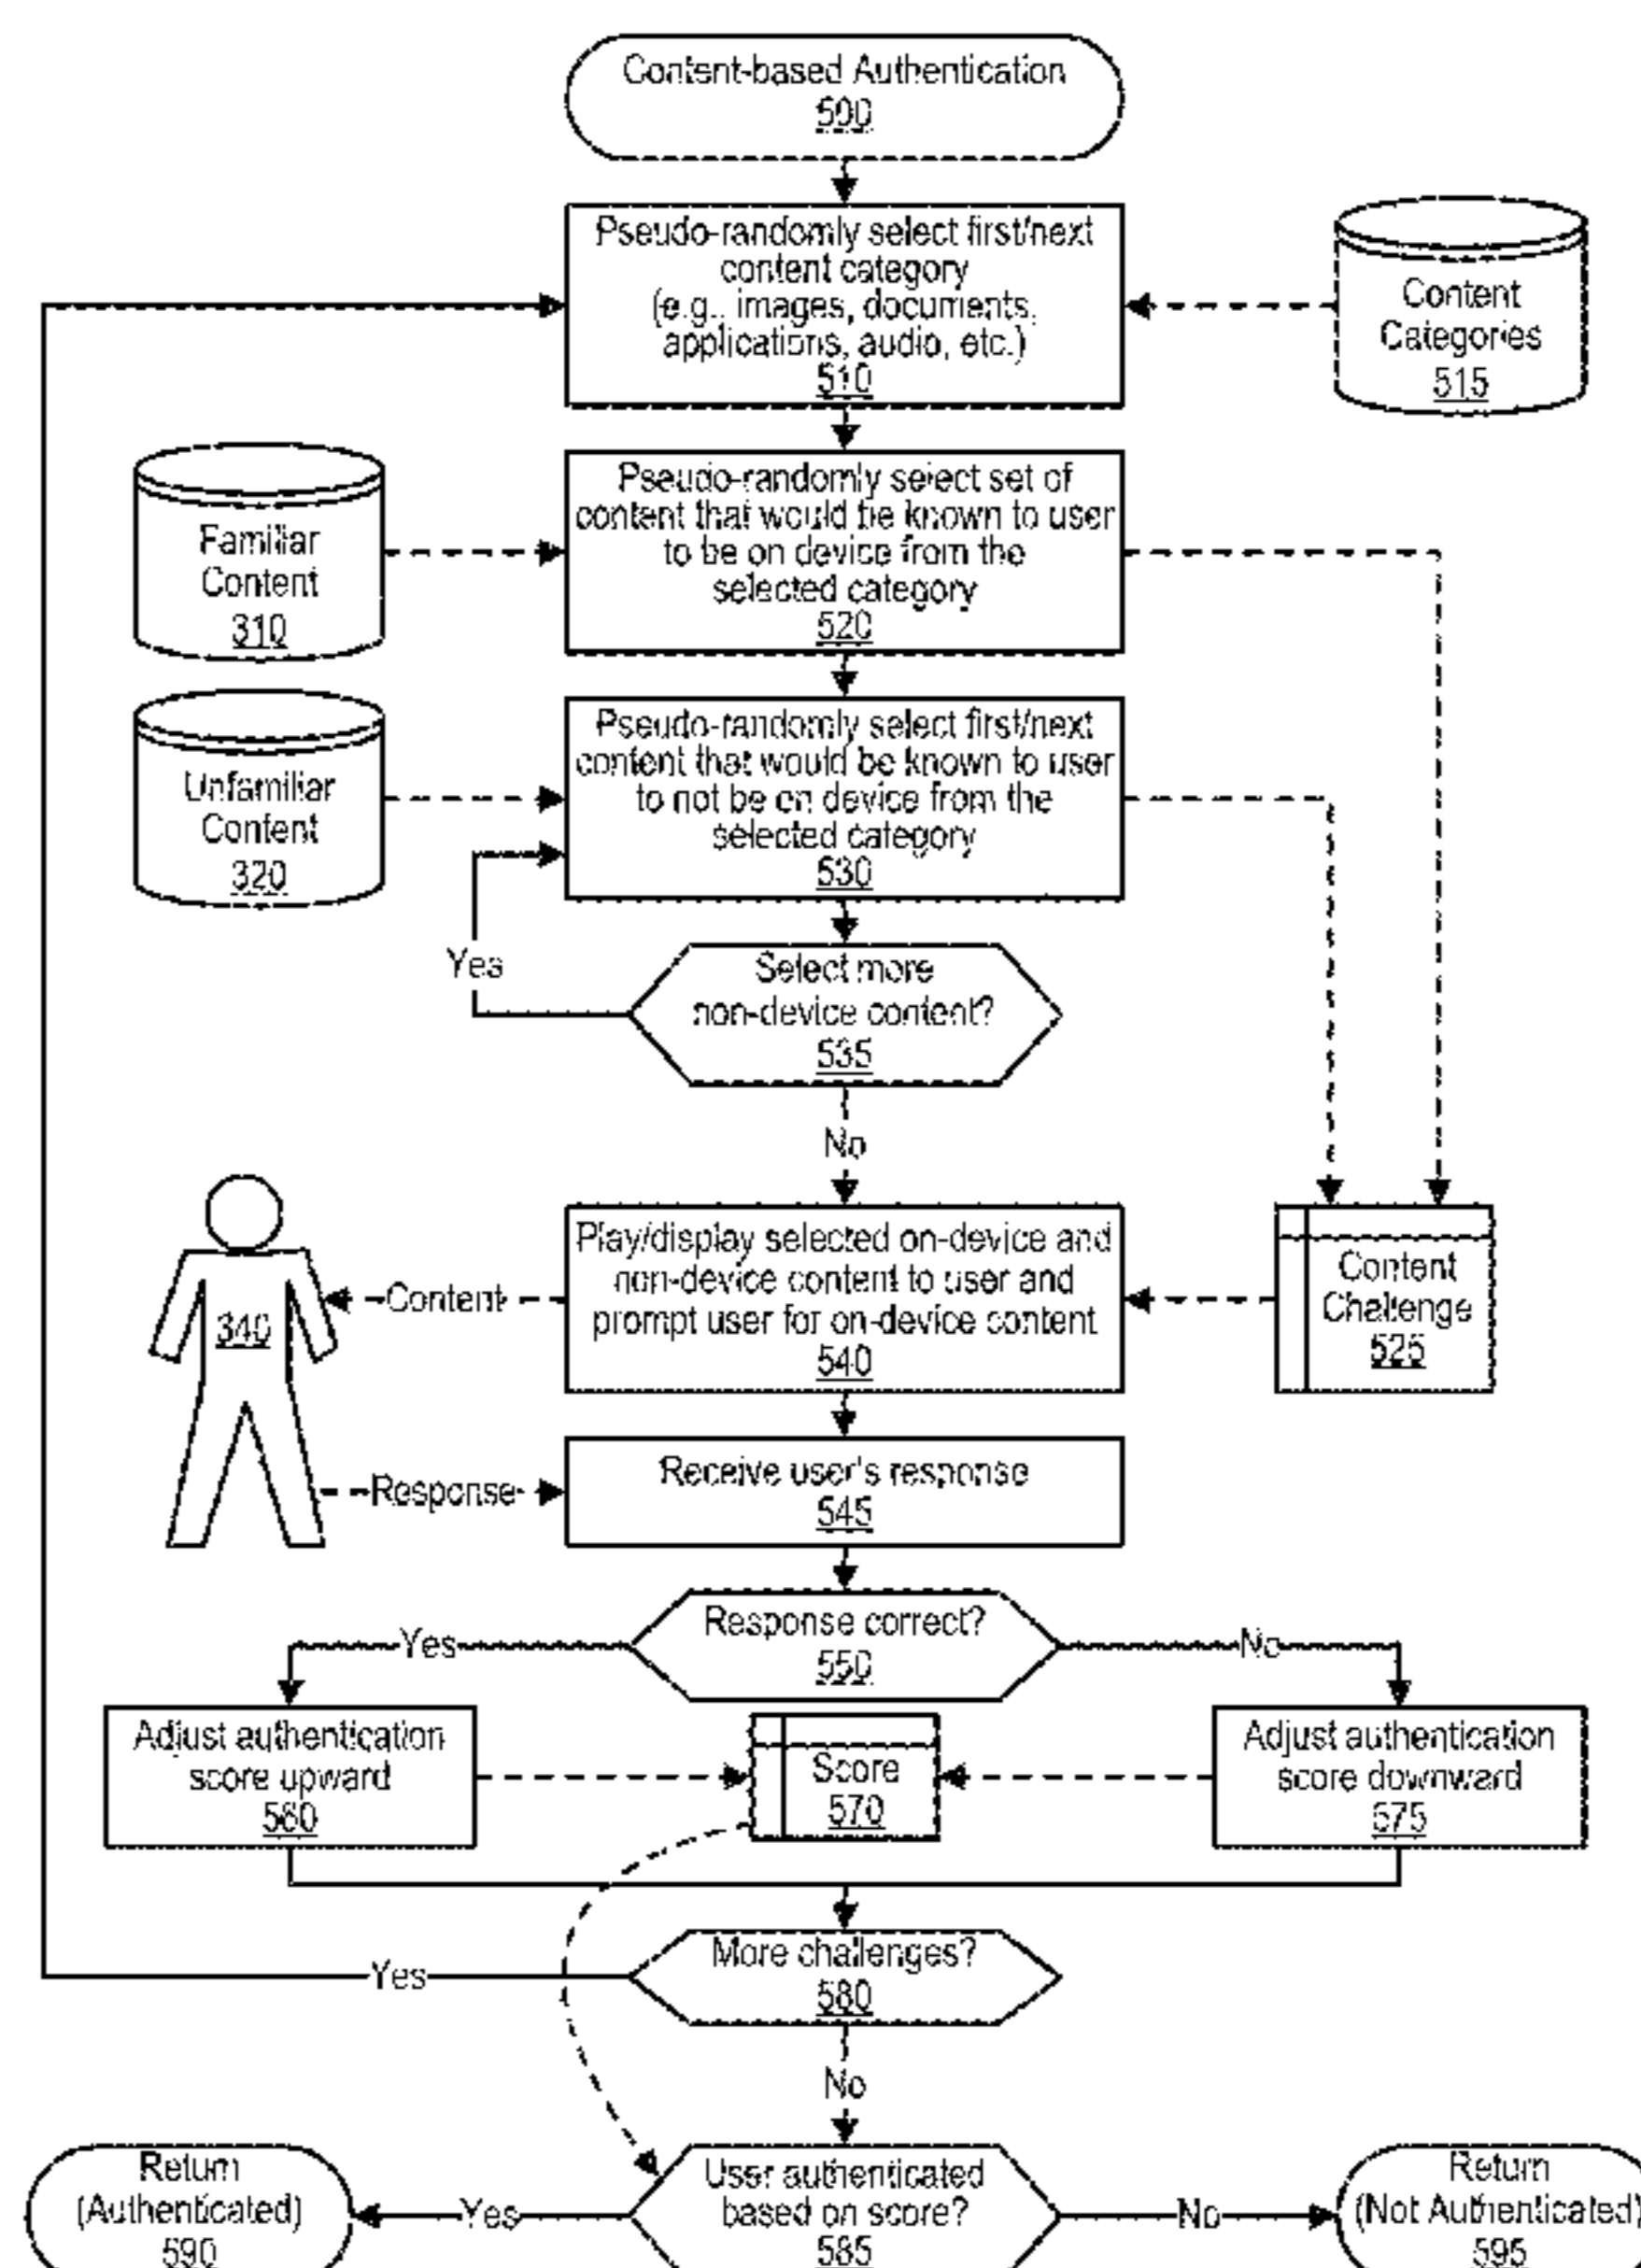 Content-based Authentication
500
Pseudo-randomly select first/next
content category
(e.g., images, documents,
applications, audio, etc.)
510
Content
Categories
515
Familiar
Content
310
Pseudo-randomly select set of
content that would be known to user
to be on device from the
selected category
520
Unfamiliar
Content
320
Pseudo-randomly select first/next
content that would be known to user
to not be on device from the
selected category
530
Yes
Select more
non-device content?
535
No
340
Content
Play/display selected on-device and
non-device content to user and
prompt user for on-device content
540
Content
Challenge
525
Response
Receive user's response
545
Yes
Response correct?
550
No
Adjust authentication
score upward
560
Score
570
Adjust authentication
score downward
575
Yes
More challenges?
580
No
Return
(Authenticated)
590
Yes
User authenticated
based on score?
585
No
Return
(Not Authenticated)
595